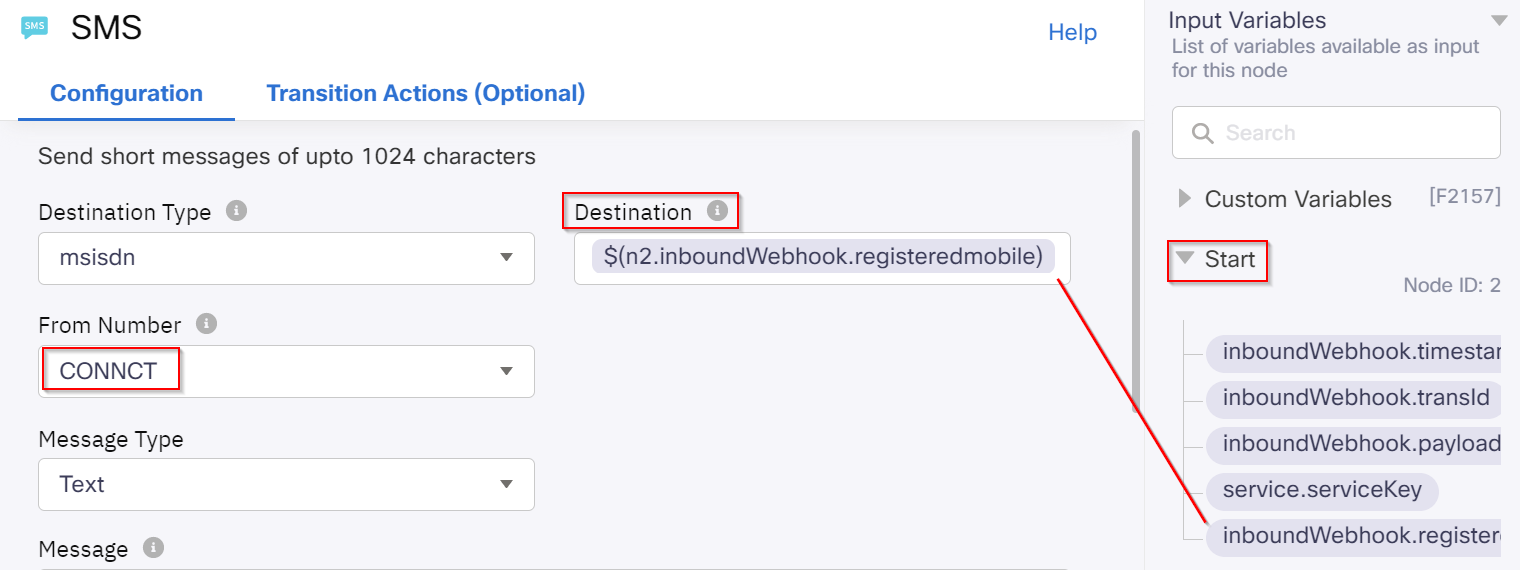 SMS
SMS
Help
Configuration
Transition Actions (Optional)
Send short messages of upto 1024 characters
Destination Type
Destination
msisdn
$(n2.inboundWebhook.registeredmobile)
From Number
CONNCT
Message Type
Text
Message
Input Variables
List of variables available as input
for this node
Search
Custom Variables [F2157]
Start
Node ID: 2
inboundWebhook.timestar
inboundWebhook.transId
inboundWebhook.payload
service.serviceKey
inboundWebhook.register